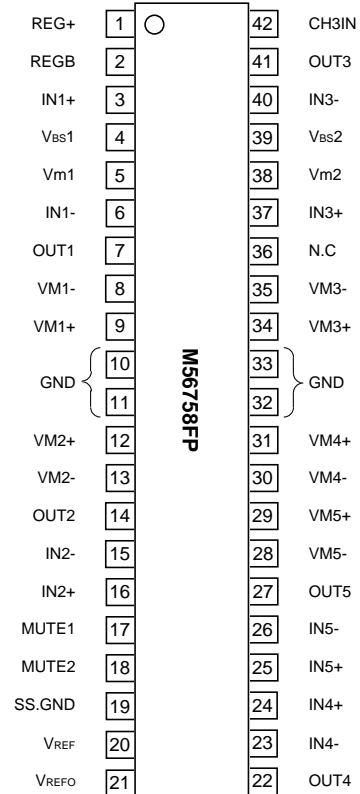 REG+ 1 42 CH3IN
REGB 2 41 OUT3
IN1+ 3 40 IN3-
VBS1 4 39 VBS2
Vm1 5 38 Vm2
IN1- 6 37 IN3+
OUT1 7 36 N.C
VM1- 8 35 VM3-
VM1+ 9 34 VM3+
10 33
GND GND
11 32
M56758FP
VM2+ 12 31 VM4+
VM2- 13 30 VM4-
OUT2 14 29 VM5+
IN2- 15 28 VM5-
IN2+ 16 27 OUT5
MUTE1 17 26 IN5-
MUTE2 18 25 IN5+
SS.GND 19 24 IN4+
VREF 20 23 IN4-
VREFO 21 22 OUT4